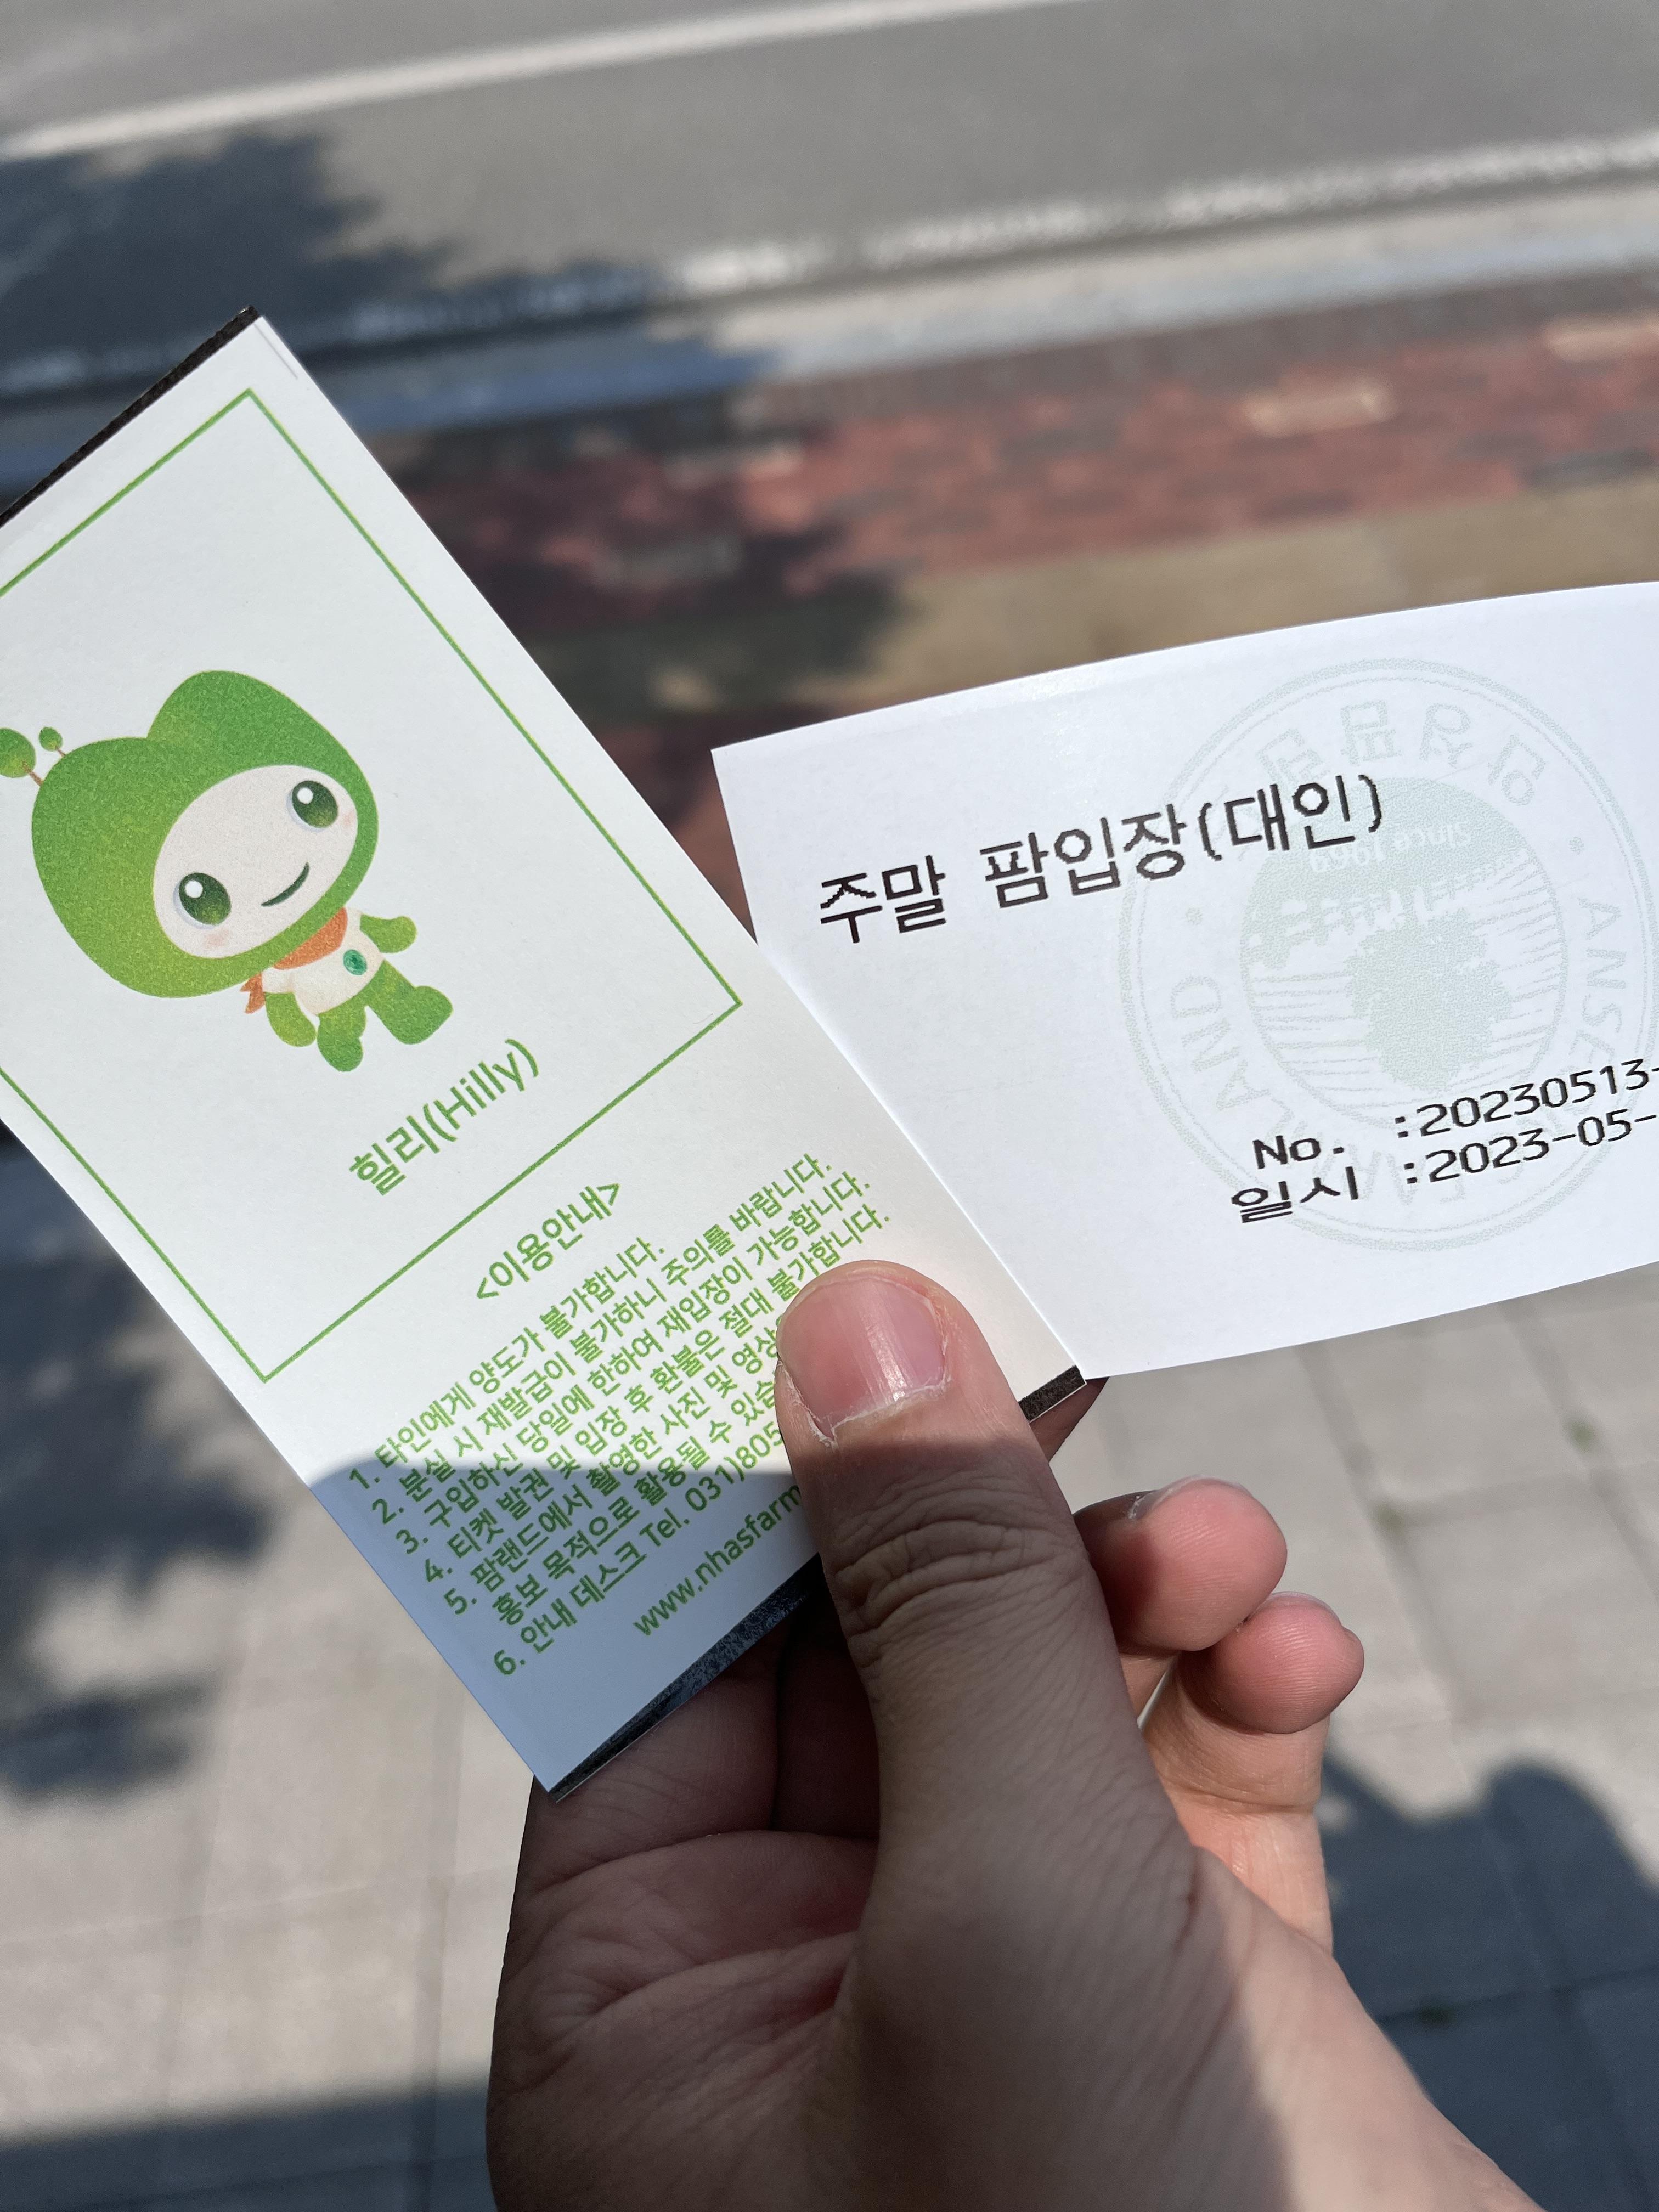 힐리(Hilly)
<이용안내>
1. 타인에게 양도가 불가합니다.
2. 분실 시 재발급이 불가하니 주의를 바랍니다.
3. 구입하신 당일에 한하여 재입장이 가능합니다.
4. 티켓 발권 및 입장 후 환불은 절대 불가합니다.
5. 팜랜드에서 촬영한 사진 및 영상
홍보 목적으로 활용될 수 있습
6. 안내 데스크 Tel. 031)805
www.nhasfarm
주말 팜입장(대인)
No. :20230513-
일시 :2023-05-
since 1969